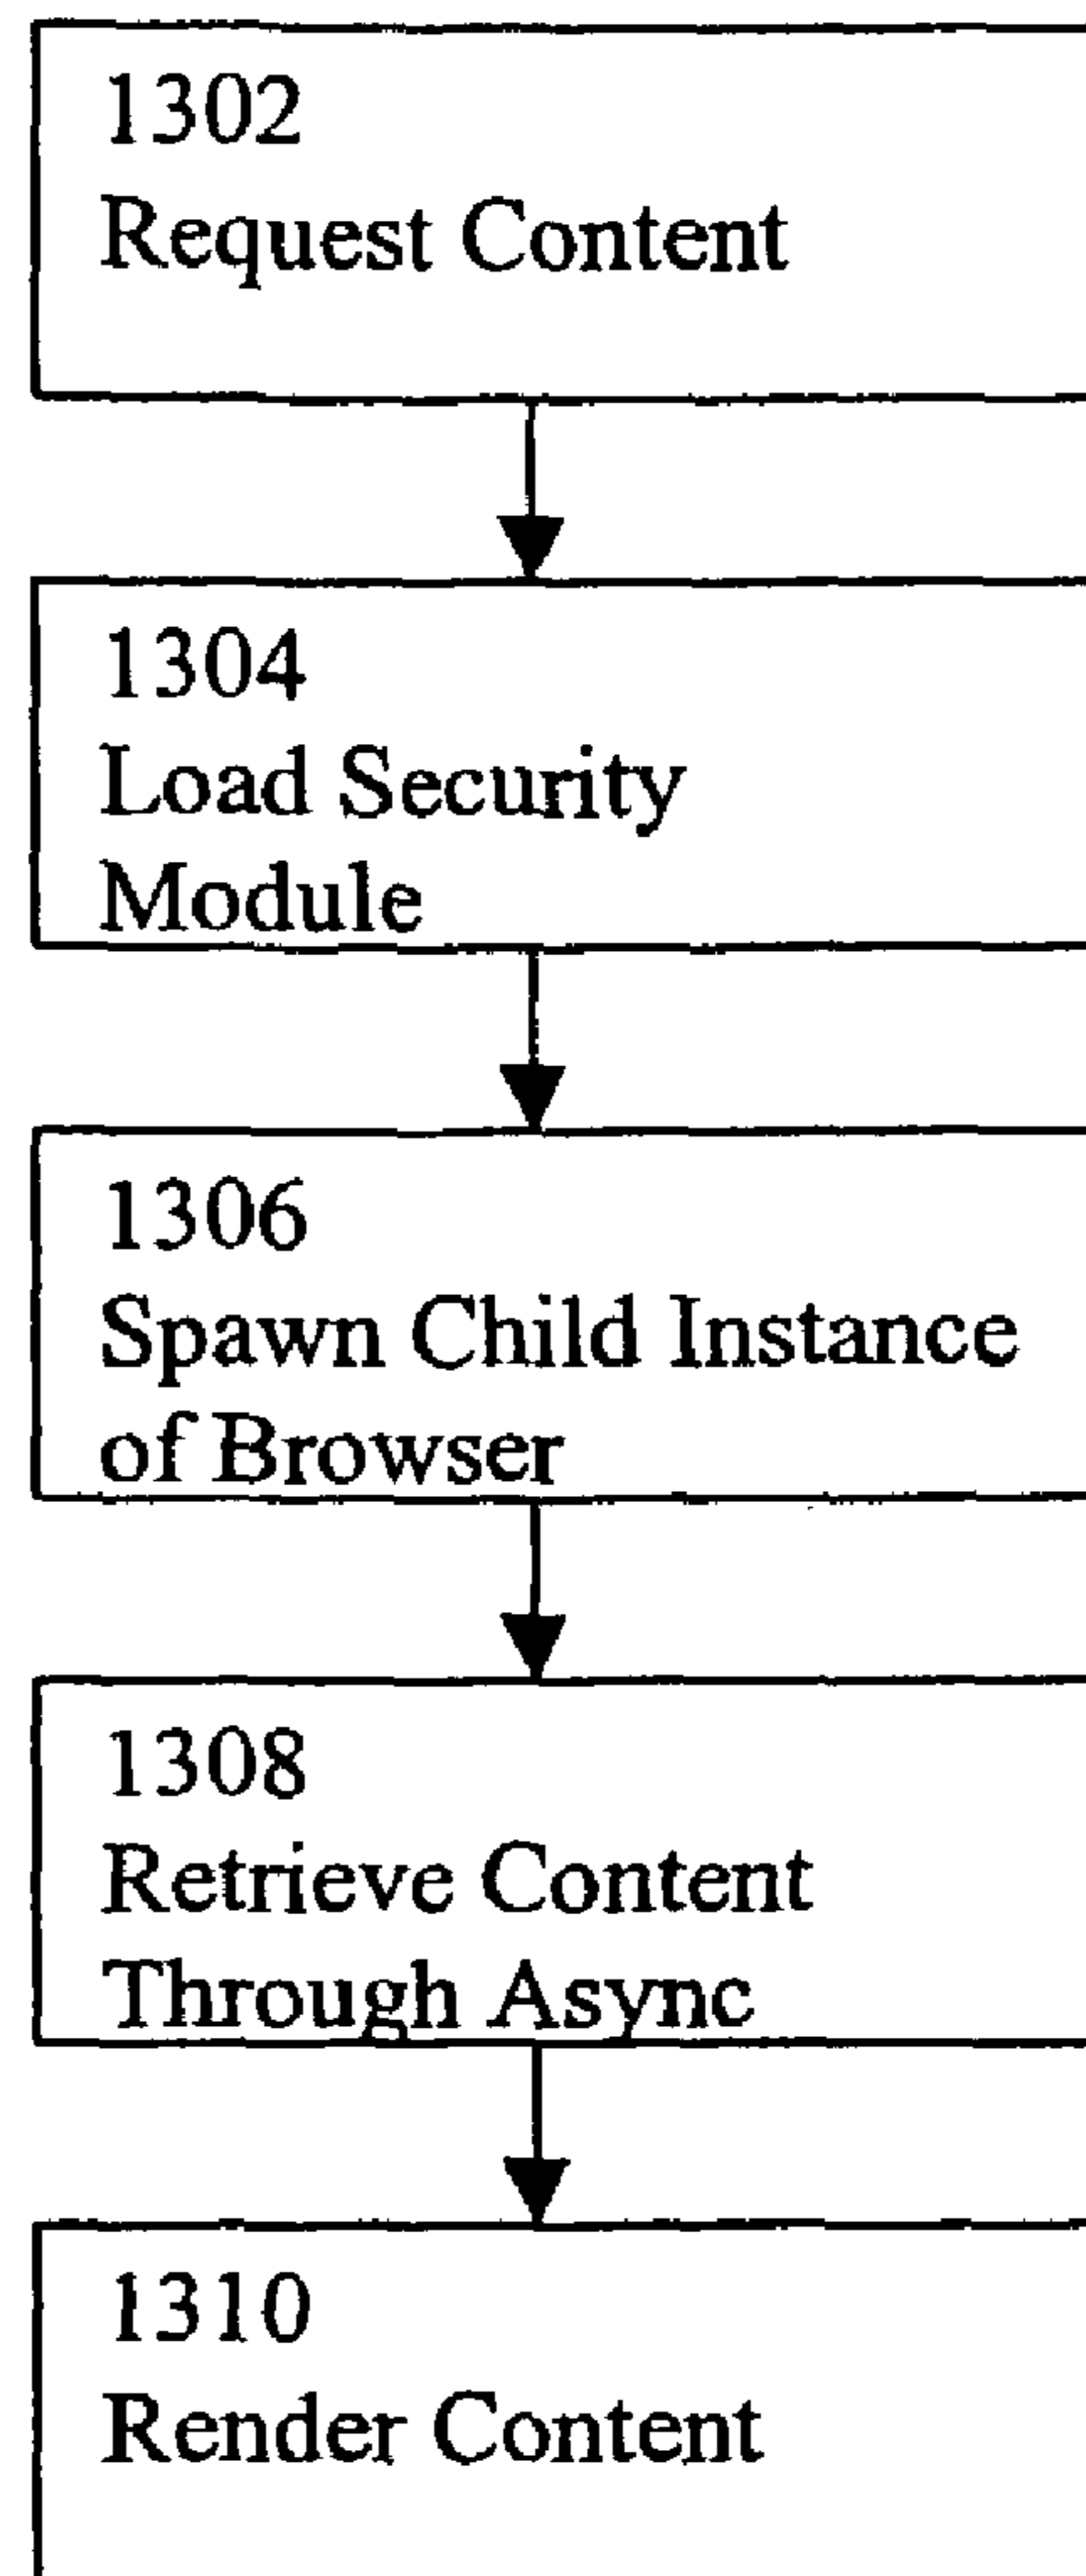 1302
Request Content
1304
Load Security
Module
1306
Spawn Child Instance
of Browser
1308
Retrieve Content
Through Async
1310
Render Content